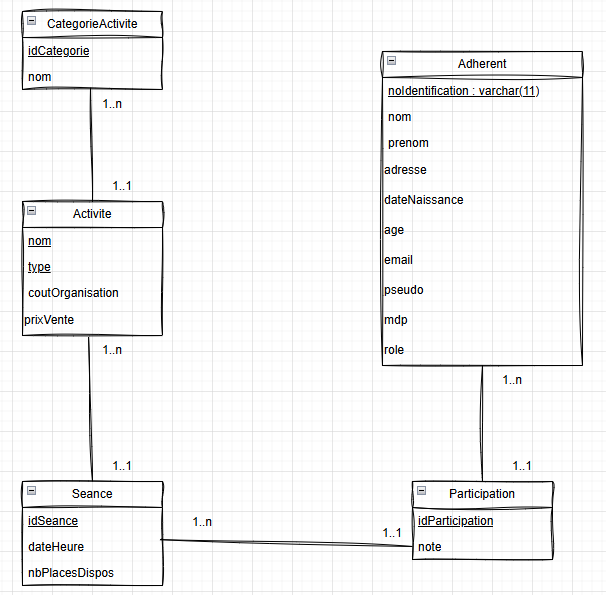 CategorieActivite
idCategorie
nom
1..n
1..1
Activite
nom
type
coutOrganisation
prixVente
1..n
1..1
Seance
idSeance
dateHeure
nbPlacesDispos
1..n
1..1
Adherent
noIdentification : varchar(11)
nom
prenom
adresse
dateNaissance
age
email
pseudo
mdp
role
1..n
1..1
Participation
idParticipation
note